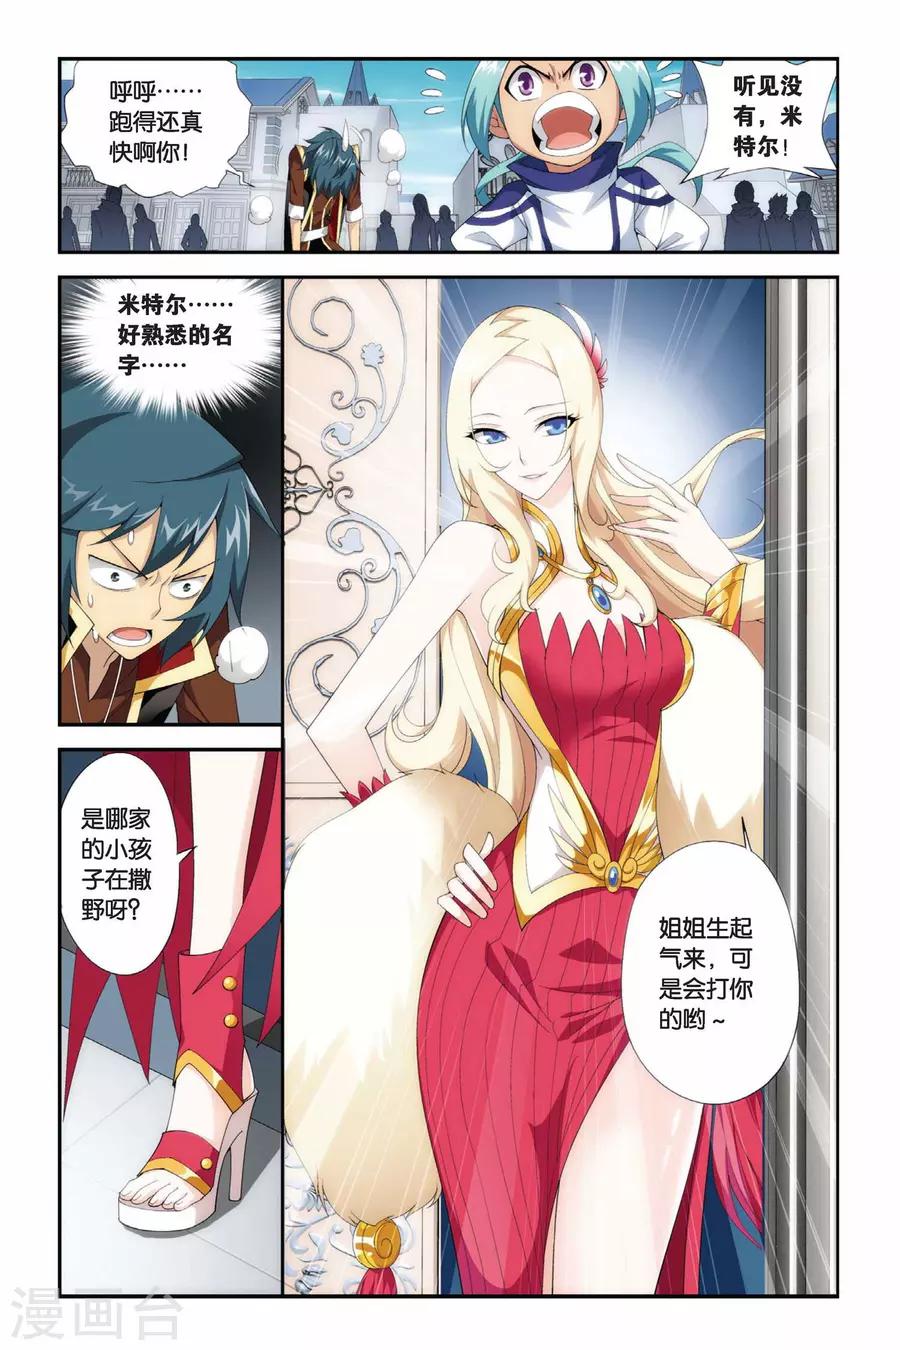 呼呼……
跑得还真
快啊你！
听见没
有，米
特尔！
米特尔……
好熟悉的名
字……
是哪家
的小孩
子在撒
野呀？
姐姐生起
气来，可
是会打你
的哟～
漫画台